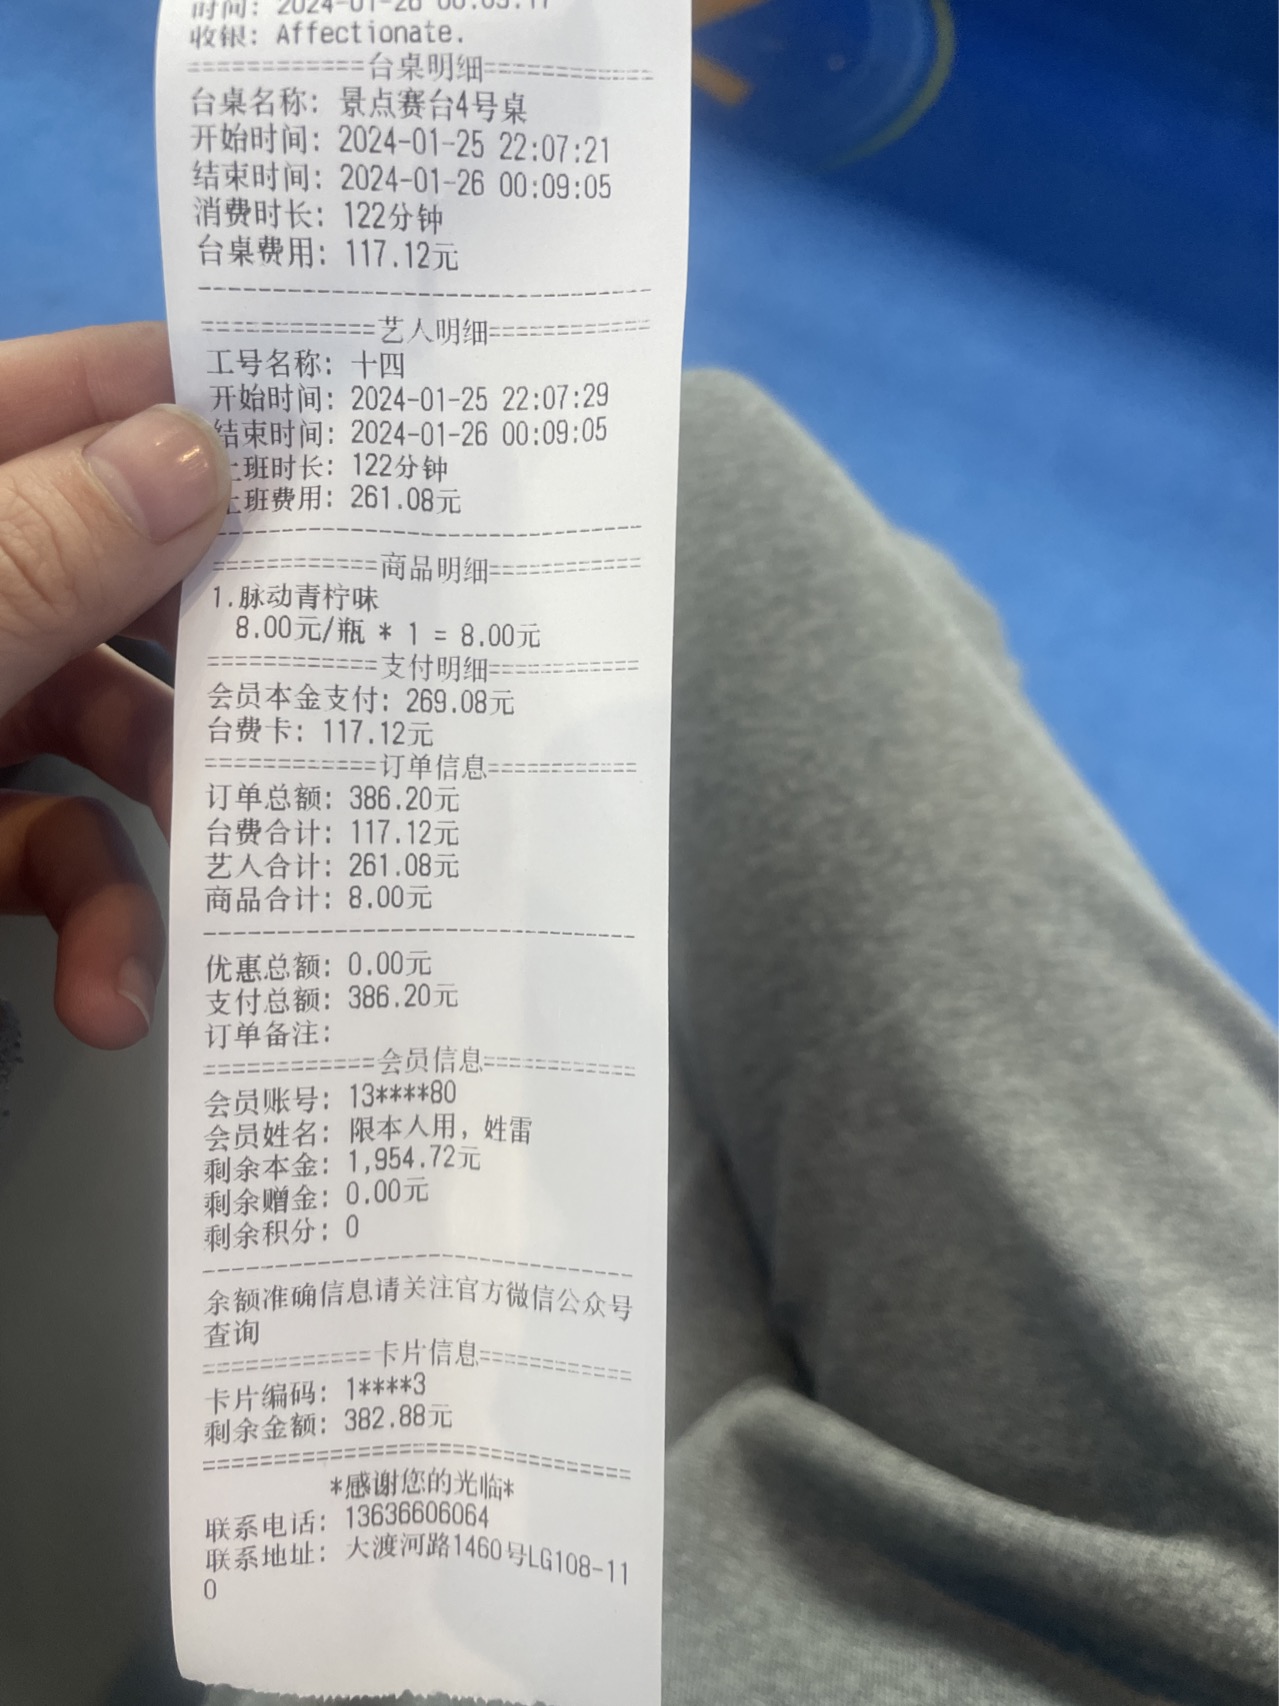 时间: 2024-01-26 00:09:17
收银: Affectionate.
============台桌明细============
台桌名称: 景点赛台4号桌
开始时间: 2024-01-25 22:07:21
结束时间: 2024-01-26 00:09:05
消费时长: 122分钟
台桌费用: 117.12元
============艺人明细============
工号名称: 十四
开始时间: 2024-01-25 22:07:29
结束时间: 2024-01-26 00:09:05
上班时长: 122分钟
上班费用: 261.08元
============商品明细============
1.脉动青柠味
8.00元/瓶 * 1 = 8.00元
============支付明细============
会员本金支付: 269.08元
台费卡: 117.12元
============订单信息============
订单总额: 386.20元
台费合计: 117.12元
艺人合计: 261.08元
商品合计: 8.00元
优惠总额: 0.00元
支付总额: 386.20元
订单备注:
============会员信息============
会员账号: 13****80
会员姓名: 限本人用, 姓雷
剩余本金: 1,954.72元
剩余赠金: 0.00元
剩余积分: 0
余额准确信息请关注官方微信公众号
查询
============卡片信息============
卡片编码: 1****3
剩余金额: 382.88元
*感谢您的光临*
联系电话: 13636606064
联系地址: 大渡河路1460号LG108-11
0